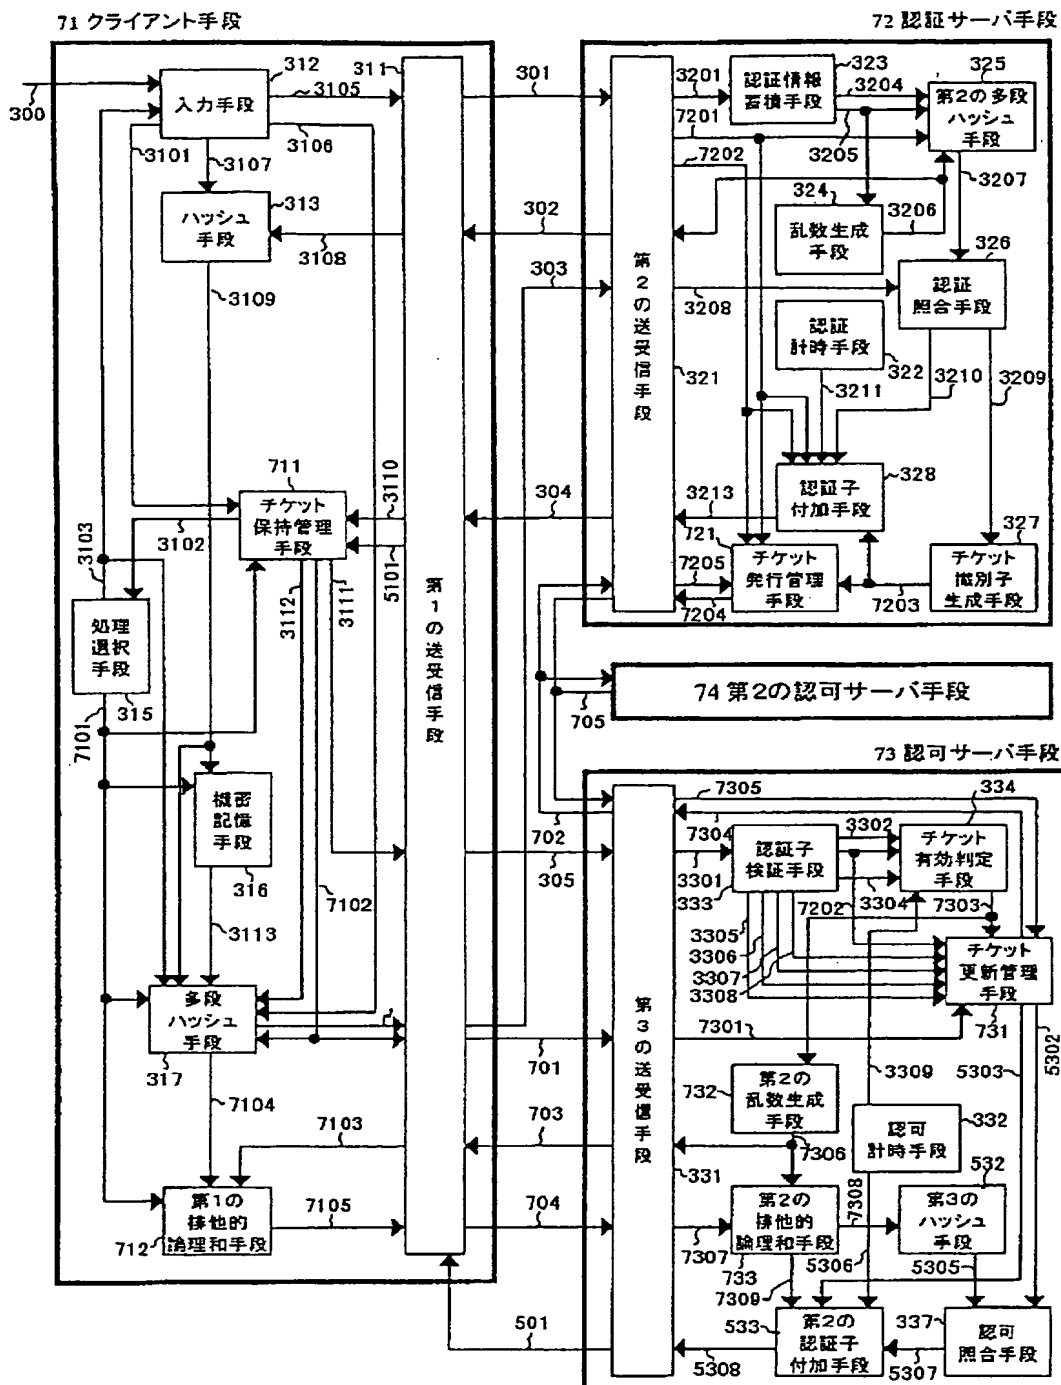 71 クライアント手段
72 認証サーバ手段
300
312
入力手段
3105
3106
3101
3107
311
301
3201
323
認証情報
蓄積手段
3204
3205
325
第2の多段
ハッシュ
手段
7201
7202
3207
324
乱数生成
手段
3206
313
ハッシュ
手段
3108
302
3109
303
326
認証
照合手段
3208
認証
計時手段
322
321
第2の送受信手段
3211
3210
3209
711
チケット
保持管理
手段
3110
5101
3102
3103
3112
3111
304
3213
328
認証子
付加手段
721
チケット
発行管理
手段
7205
7204
7203
327
チケット
識別子
生成手段
処理
選択
手段
315
7101
第1の送受信手段
74 第2の認可サーバ手段
705
73 認可サーバ手段
機密
記憶
手段
316
3113
7102
702
305
7305
7304
334
3302
チケット
有効判定
手段
認証子
検証手段
3301
333
3304
7202
7303
3305
3306
3307
3308
チケット
更新管理
手段
731
多段
ハッシュ
手段
317
701
7301
第3の送受信手段
3309
5303
5302
732
第2の
乱数生成
手段
7306
7104
7103
703
331
認可
計時手段
332
532
第1の
排他的
論理和手段
712
7105
704
7307
第2の
排他的
論理和手段
733
7308
第3の
ハッシュ
手段
7309
5306
5305
501
533
第2の
認証子
付加手段
5308
5307
337
認可
照合手段